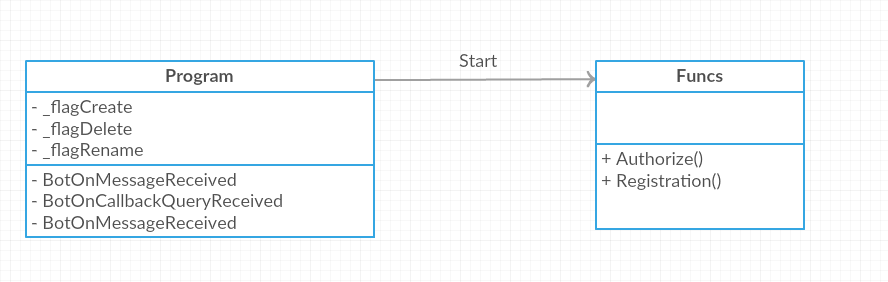 Start
Program
- _flagCreate
- _flagDelete
- _flagRename
- BotOnMessageReceived
- BotOnCallbackQueryReceived
- BotOnMessageReceived
Funcs
+ Authorize()
+ Registration()